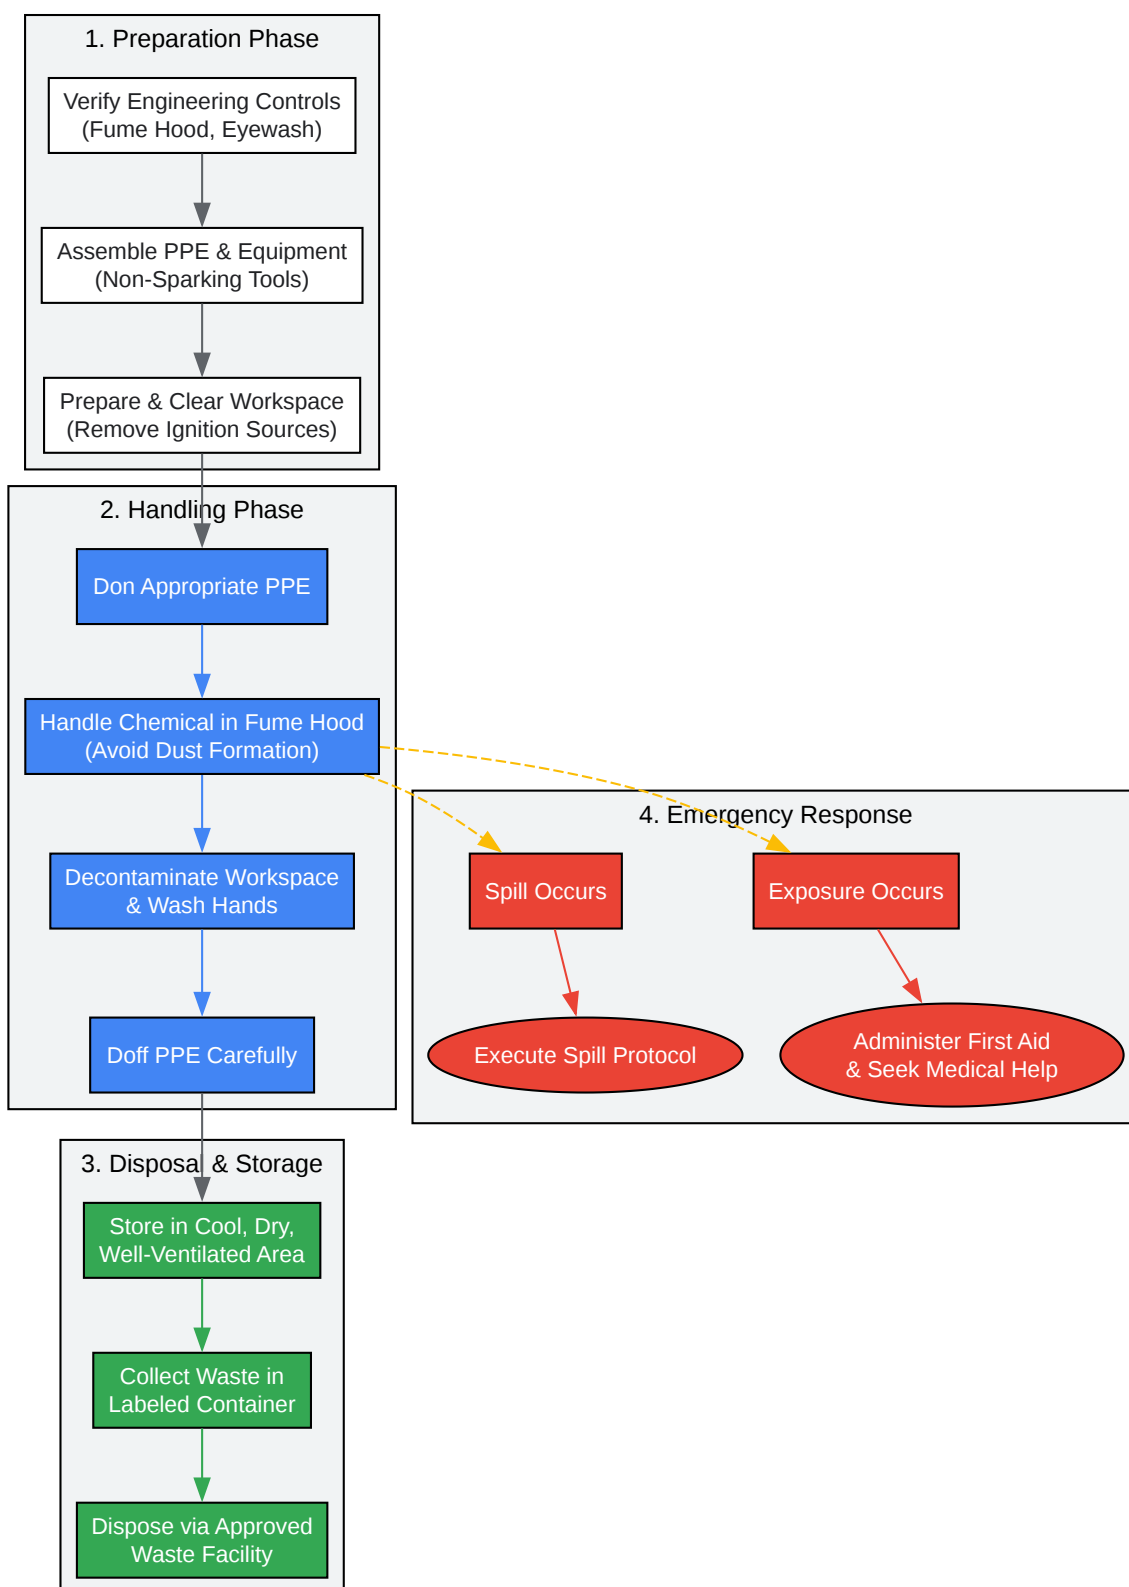 1. Preparation Phase
Verify Engineering Controls
(Fume Hood, Eyewash)
Assemble PPE & Equipment
(Non-Sparking Tools)
Prepare & Clear Workspace
(Remove Ignition Sources)
2. Handling Phase
Don Appropriate PPE
Handle Chemical in Fume Hood
(Avoid Dust Formation)
Decontaminate Workspace
& Wash Hands
Doff PPE Carefully
4. Emergency Response
Spill Occurs
Exposure Occurs
Execute Spill Protocol
Administer First Aid
& Seek Medical Help
3. Disposal & Storage
Store in Cool, Dry,
Well-Ventilated Area
Collect Waste in
Labeled Container
Dispose via Approved
Waste Facility